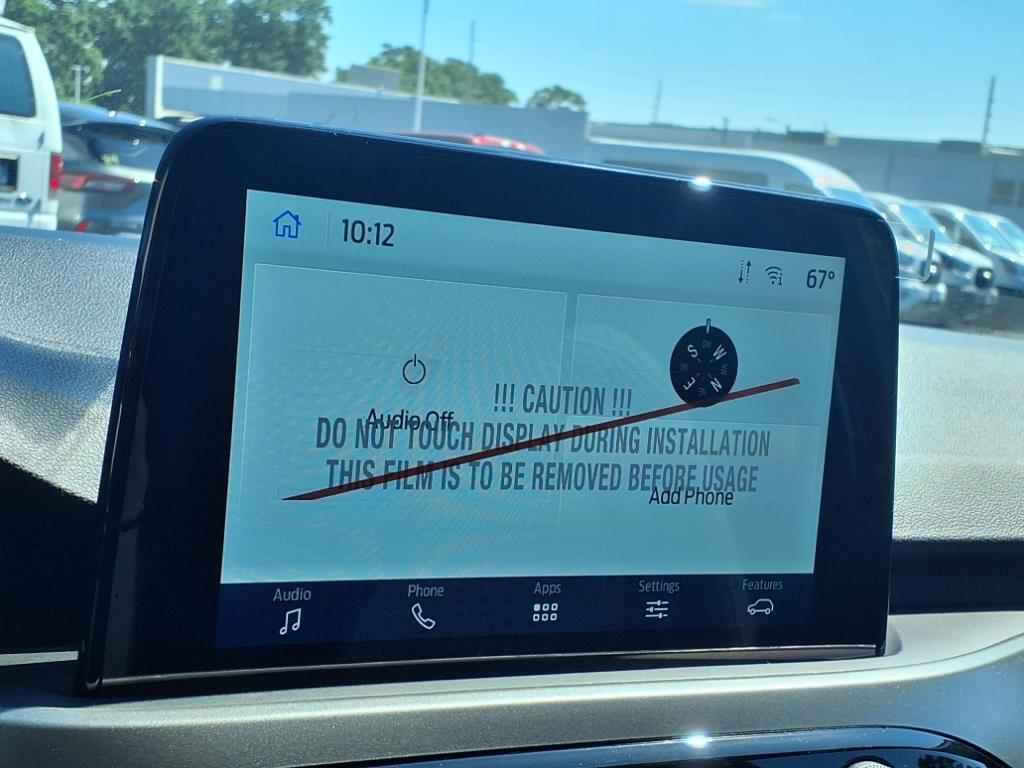 10:12
67°
S
SW
W
N
E
!!! CAUTION !!!
Audio Off
DO NOT TOUCH DISPLAY DURING INSTALLATION
THIS FILM IS TO BE REMOVED BEFORE USAGE
Add Phone
Audio Phone Apps Settings Features